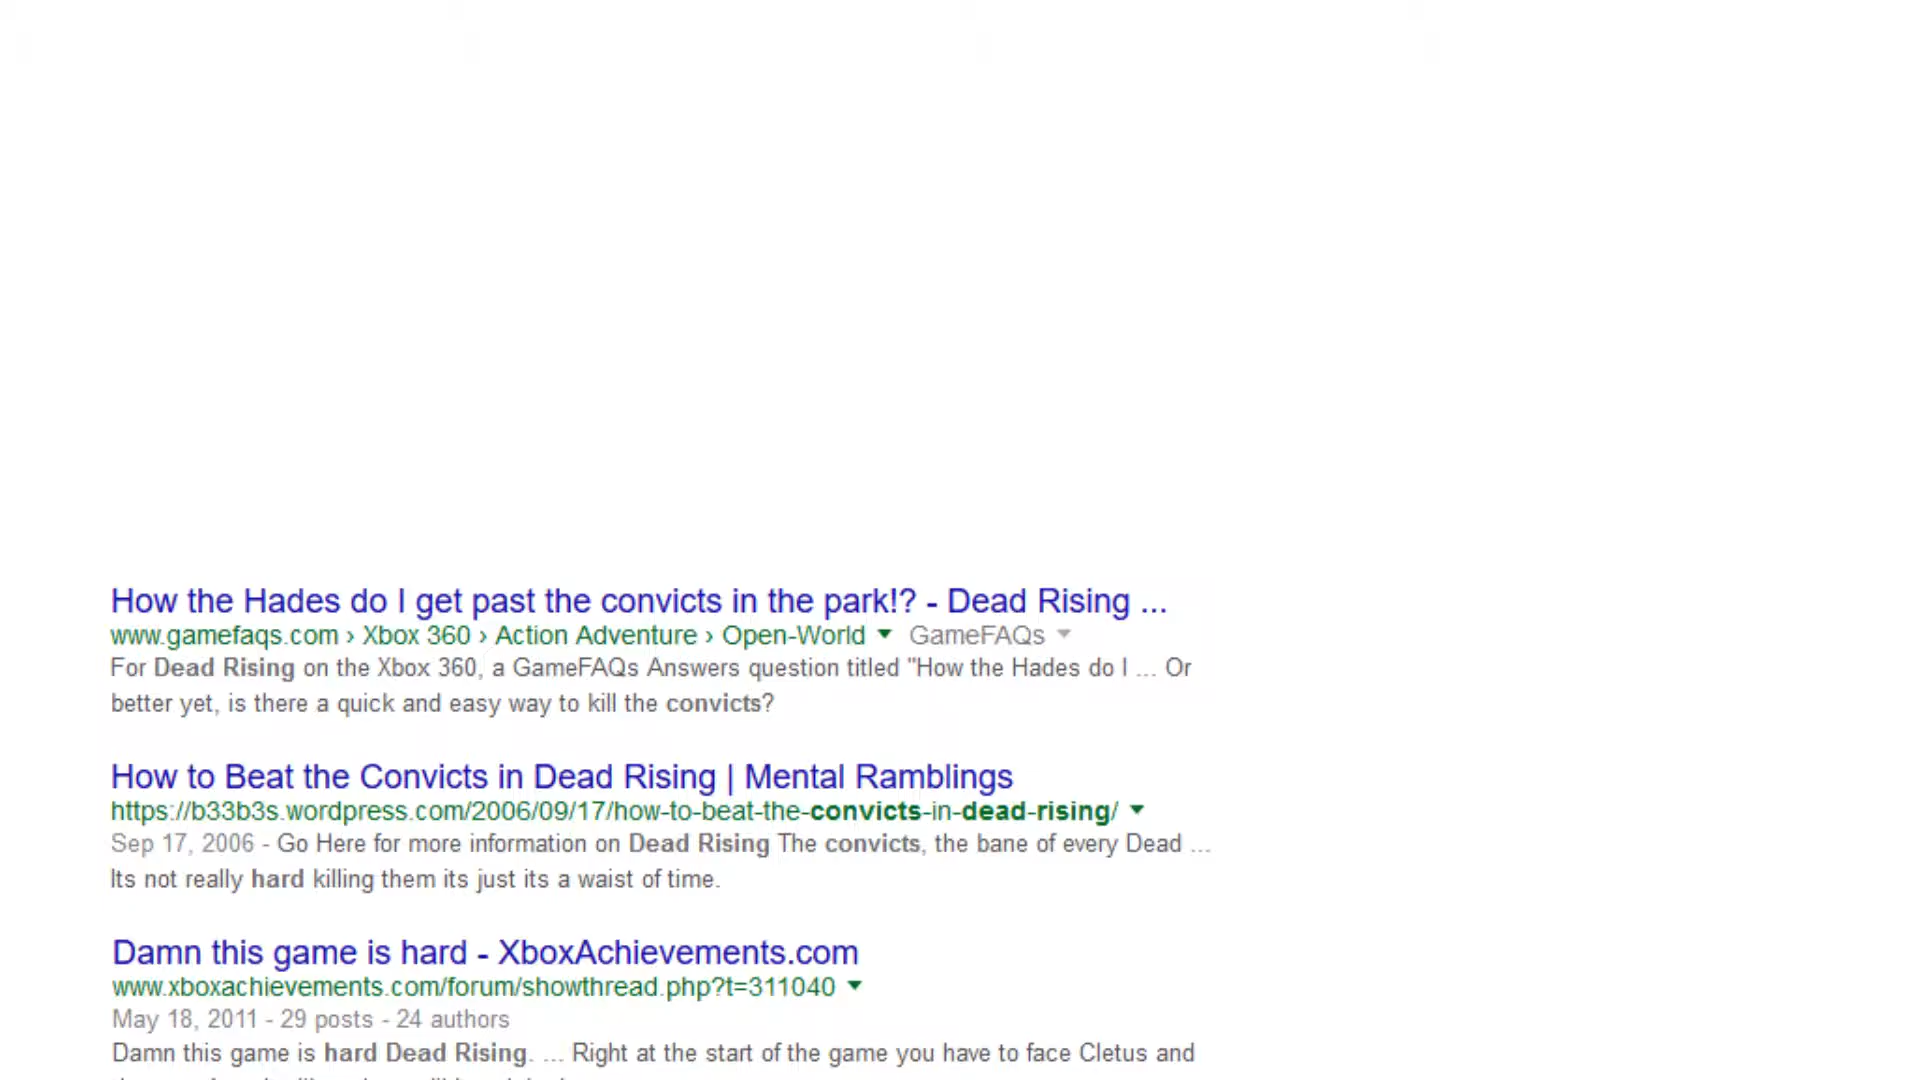 How the Hades do I get past the convicts in the park!? - Dead Rising ...
www.gamefaqs.com › Xbox 360 › Action Adventure › Open-World ▼ GameFAQs ▼
For Dead Rising on the Xbox 360, a GameFAQs Answers question titled "How the Hades do I ... Or
better yet, is there a quick and easy way to kill the convicts?
How to Beat the Convicts in Dead Rising | Mental Ramblings
https://b33b3s.wordpress.com/2006/09/17/how-to-beat-the-convicts-in-dead-rising/ ▼
Sep 17, 2006 - Go Here for more information on Dead Rising The convicts, the bane of every Dead ...
Its not really hard killing them its just its a waist of time.
Damn this game is hard - XboxAchievements.com
www.xboxachievements.com/forum/showthread.php?t=311040 ▼
May 18, 2011 - 29 posts - 24 authors
Damn this game is hard Dead Rising. ... Right at the start of the game you have to face Cletus and